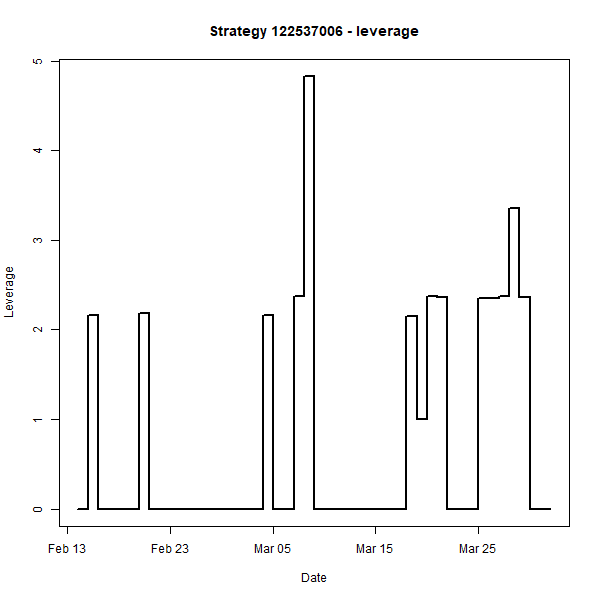 Strategy 122537006 - leverage
5
4
3
2
1
0
Leverage
Feb 13
Feb 23
Mar 05
Mar 15
Mar 25
Date